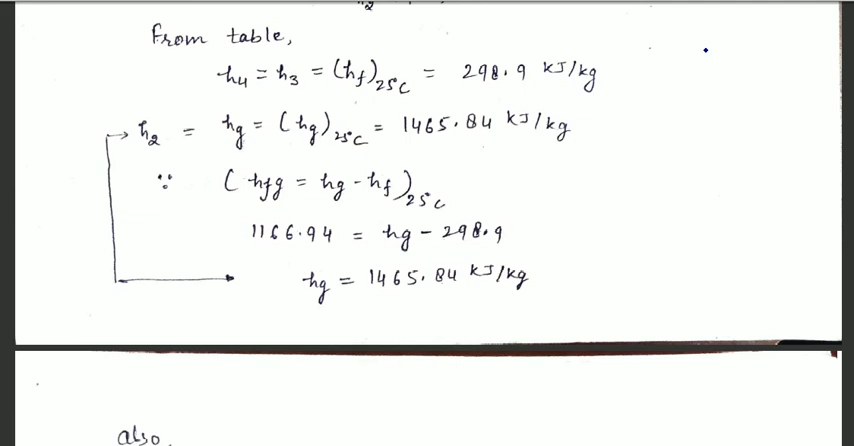 From table,
h4 = h3 = (hf)25°C = 298.9 kJ/kg
→ h2 = hg = (hg)25°C = 1465.84 kJ/kg
∵ (hfg = hg - hf)25C
1166.94 = hg - 298.9
hg = 1465.84 kJ/kg
also,